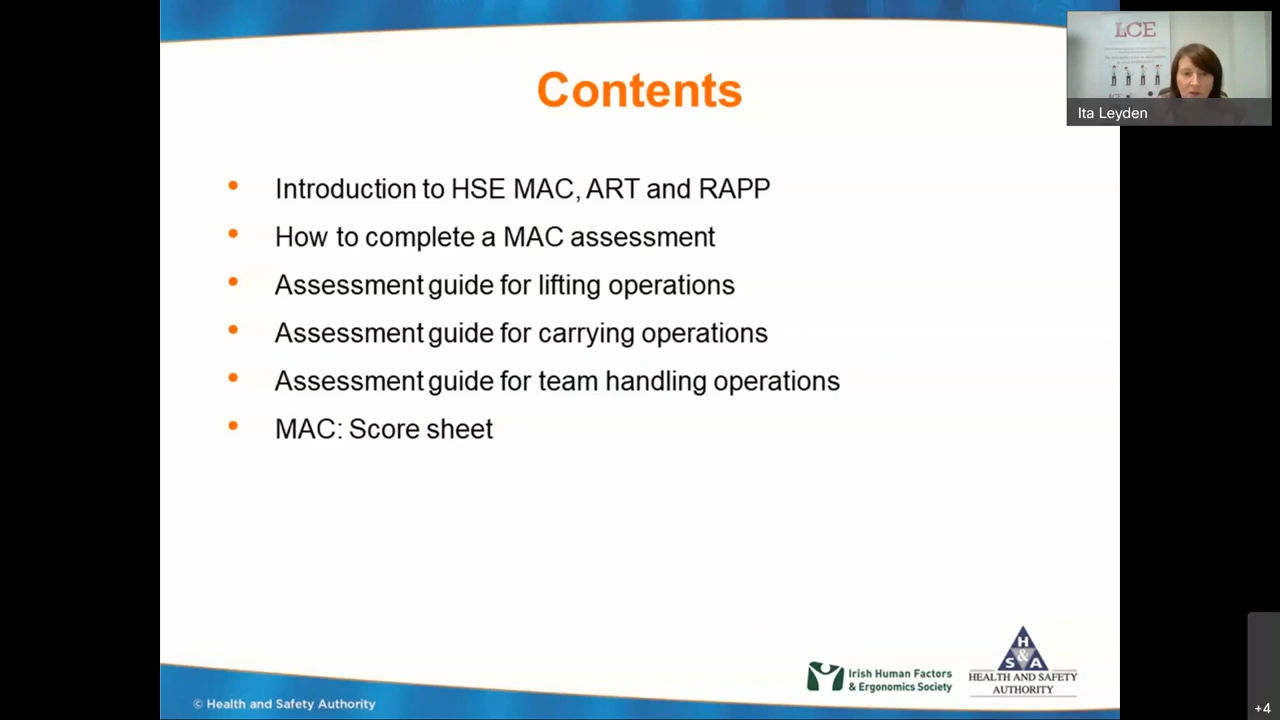 Contents
LCE
Ita Leyden
• Introduction to HSE MAC, ART and RAPP
• How to complete a MAC assessment
• Assessment guide for lifting operations
• Assessment guide for carrying operations
• Assessment guide for team handling operations
• MAC: Score sheet
Irish Human Factors
& Ergonomics Society
H
S & A
HEALTH AND SAFETY
AUTHORITY
© Health and Safety Authority
+4